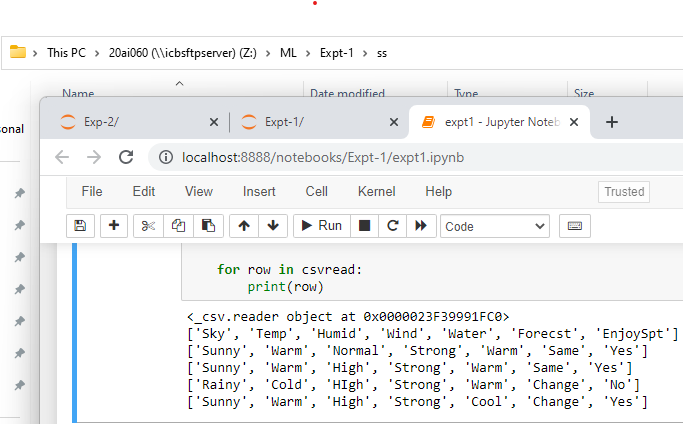 This PC > 20ai060 (\\icbsftpserver) (Z:) > ML > Expt-1 > ss
Name Date modified Type Size
sonal
Exp-2/ Expt-1/ expt1 - Jupyter Noteb
localhost:8888/notebooks/Expt-1/expt1.ipynb
File Edit View Insert Cell Kernel Help Trusted
Run Code
for row in csvread:
print(row)
<_csv.reader object at 0x0000023F39991FC0>
['Sky', 'Temp', 'Humid', 'Wind', 'Water', 'Forecst', 'EnjoySpt']
['Sunny', 'Warm', 'Normal', 'Strong', 'Warm', 'Same', 'Yes']
['Sunny', 'Warm', 'High', 'Strong', 'Warm', 'Same', 'Yes']
['Rainy', 'Cold', 'HIgh', 'Strong', 'Warm', 'Change', 'No']
['Sunny', 'Warm', 'High', 'Strong', 'Cool', 'Change', 'Yes']